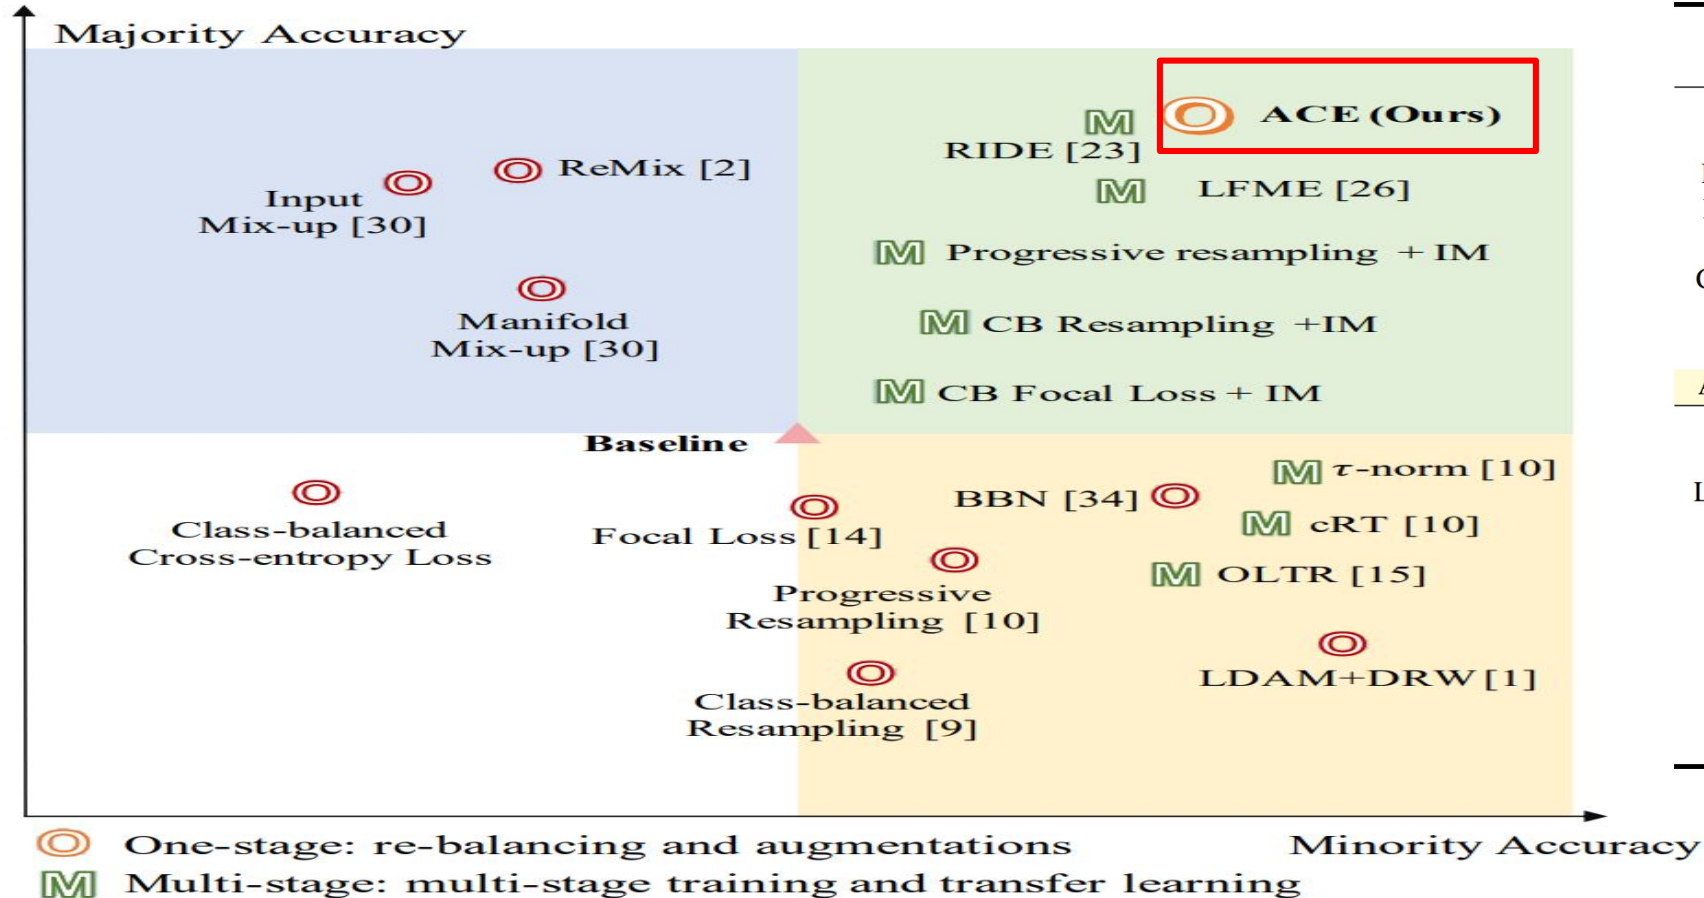 Majority Accuracy
ACE (Ours)
RIDE [23]
ReMix [2]
Input
Mix-up [30]
LFME [26]
Progressive resampling + IM
Manifold
Mix-up [30]
CB Resampling +IM
CB Focal Loss + IM
Baseline
τ-norm [10]
BBN [34]
cRT [10]
Class-balanced
Cross-entropy Loss
Focal Loss [14]
OLTR [15]
Progressive
Resampling [10]
LDAM+DRW [1]
Class-balanced
Resampling [9]
One-stage: re-balancing and augmentations
Minority Accuracy
M Multi-stage: multi-stage training and transfer learning